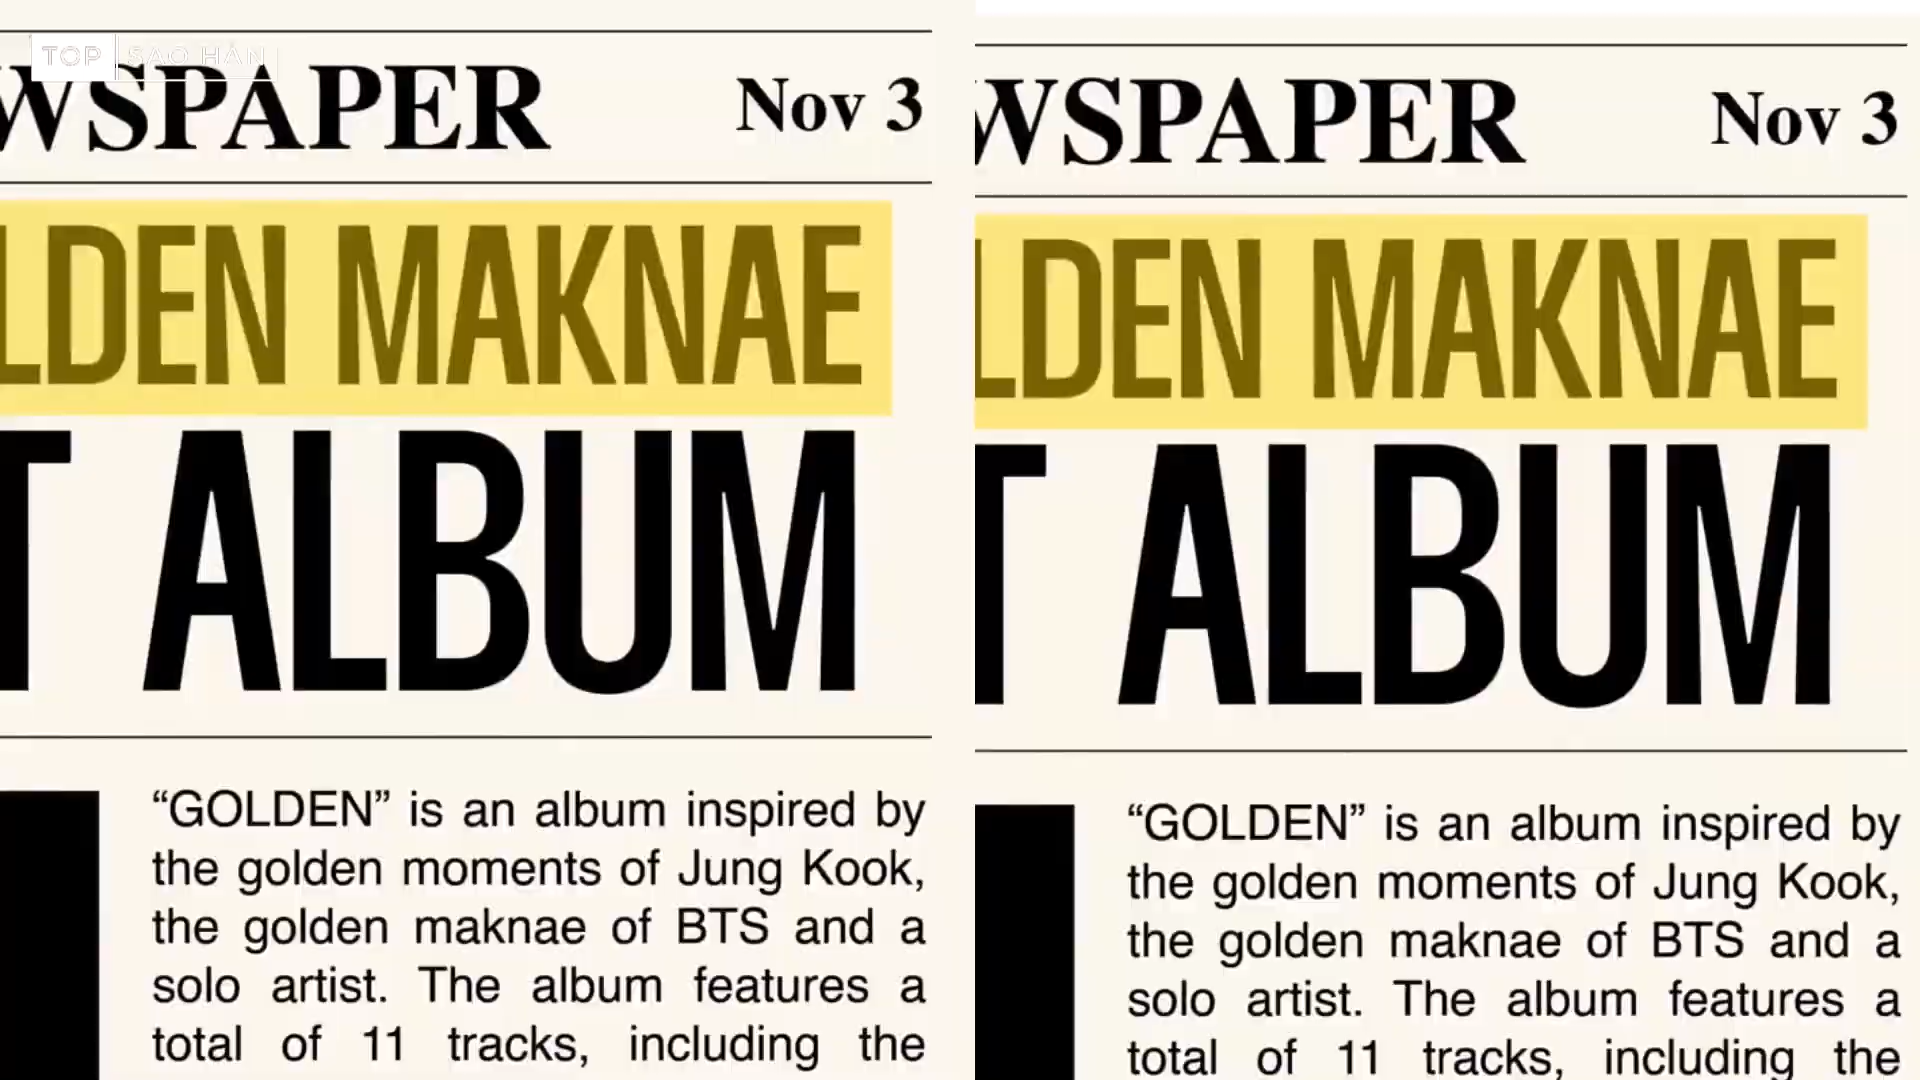 TOP SAO HÀN
WSPAPER Nov 3
LDEN MAKNAE
T ALBUM
“GOLDEN” is an album inspired by
the golden moments of Jung Kook,
the golden maknae of BTS and a
solo artist. The album features a
total of 11 tracks, including the
WSPAPER Nov 3
LDEN MAKNAE
T ALBUM
“GOLDEN” is an album inspired by
the golden moments of Jung Kook,
the golden maknae of BTS and a
solo artist. The album features a
total of 11 tracks, including the